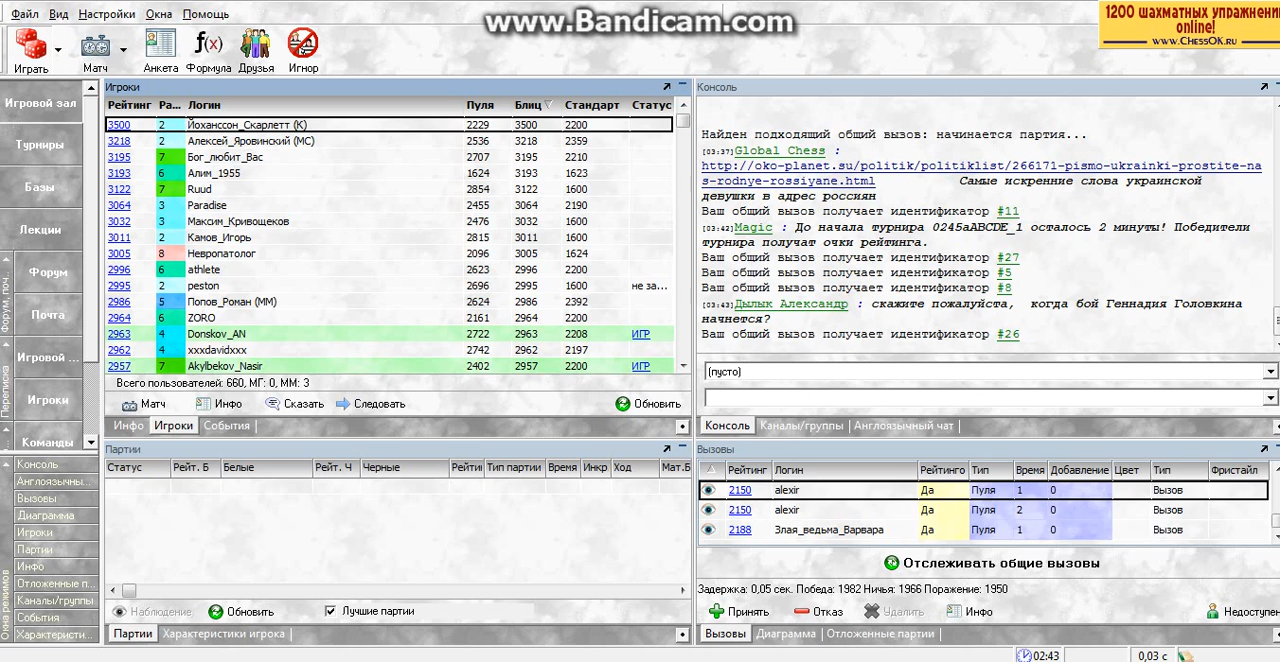 Файл Вид Настройки Окна Помощь
www.Bandicam.com
1200 шахматных упражнени
online!
www.ChessOK.ru
Играть Матч Анкета Формула Друзья Игнор
Игровой зал
Турниры
Базы
Лекции
Форум, поч...
Форум
Почта
Переписка
Игровой ...
Игроки
Команды
Окна режимов
Консоль
Англоязычны...
Вызовы
Диаграмма
Игроки
Партии
Инфо
Отложенные п...
Каналы/группы
События
Характеристи...
Игроки
Рейтинг Ра... Логин Пуля Блиц Стандарт Статус
3500 2 Йоханссон_Скарлетт (К) 2229 3500 2200
3218 2 Алексей_Яровинский (МС) 2536 3218 2359
3195 7 Бог_любит_Вас 2707 3195 2210
3193 6 Алим_1955 1624 3193 1623
3122 7 Ruud 2854 3122 1600
3064 3 Paradise 2455 3064 2190
3032 3 Максим_Кривощеков 2476 3032 1600
3011 2 Канов_Игорь 2815 3011 1600
3005 8 Невропатолог 2096 3005 1624
2996 6 athlete 2623 2996 2200
2995 2 peston 2696 2995 1600 не за...
2986 5 Попов_Роман (ММ) 2624 2986 2392
2964 6 ZORO 2161 2964 2200
2963 4 Donskov_AN 2722 2963 2208 ИГР
2962 4 xxxdavidxxx 2742 2962 2197
2957 7 Akylbekov_Nasir 2402 2957 2200 ИГР
Всего пользователей: 660, МГ: 0, ММ: 3
Матч Инфо Сказать Следовать Обновить
Инфо Игроки События
Консоль
Найден подходящий общий вызов: начинается партия...
[03:37]Global Chess :
http://oko-planet.su/politik/politiklist/266171-pismo-ukrainki-prostite-na
s-rodnye-rossiyane.html Самые искренние слова украинской
девушки в адрес россиян
Ваш общий вызов получает идентификатор #11
[03:42]Magic : До начала турнира 0245aABCDE_1 осталось 2 минуты! Победители
турнира получат очки рейтинга.
Ваш общий вызов получает идентификатор #27
Ваш общий вызов получает идентификатор #5
Ваш общий вызов получает идентификатор #8
[03:43]Дылык Александр : скажите пожалуйста, когда бой Геннадия Головкина
начнется?
Ваш общий вызов получает идентификатор #26
(пусто)
Консоль Каналы/группы Англоязычный чат
Партии
Статус Рейт. Б Белые Рейт. Ч Черные Рейти Тип партии Время Инкр Ход Мат.Б
Наблюдение Обновить Лучшие партии
Партии Характеристики игрока
Вызовы
Рейтинг Логин Рейтинго Тип Время Добавление Цвет Тип Фристайл
2150 alexir Да Пуля 1 0 Вызов
2150 alexir Да Пуля 2 0 Вызов
2188 Злая_ведьма_Варвара Да Пуля 1 0 Вызов
Отслеживать общие вызовы
Задержка: 0,05 сек. Победа: 1982 Ничья: 1966 Поражение: 1950
Принять Отказ Удалить Инфо Недоступен
Вызовы Диаграмма Отложенные партии
02:43 0,03 с